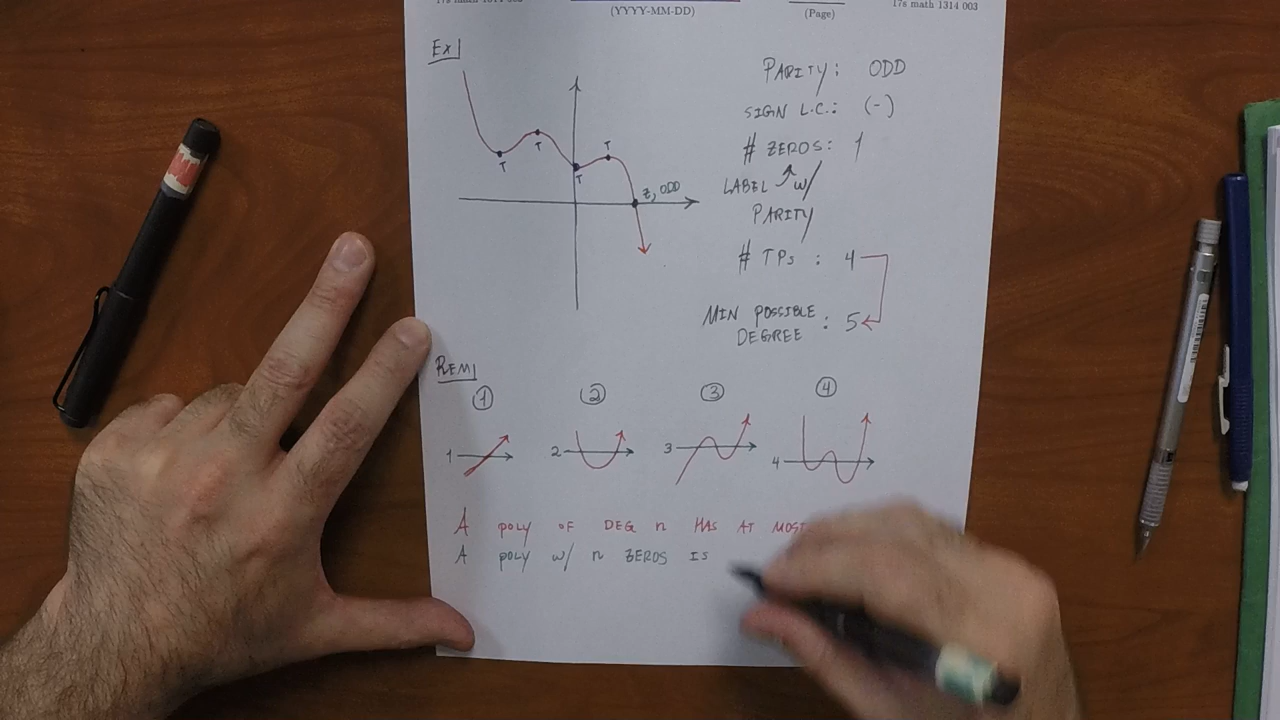 (YYYY-MM-DD)
(Page)
17s math 1314 003
Ex1
PARITY: ODD
SIGN L.C.: (-)
# ZEROS: 1
LABEL w/
PARITY
# TPs : 4
MIN POSSIBLE
DEGREE : 5
T
T
T
T
Z, ODD
REM1
① ② ③ ④
1 2 3 4
A POLY OF DEG n HAS AT MOST
A POLY w/ n ZEROS IS